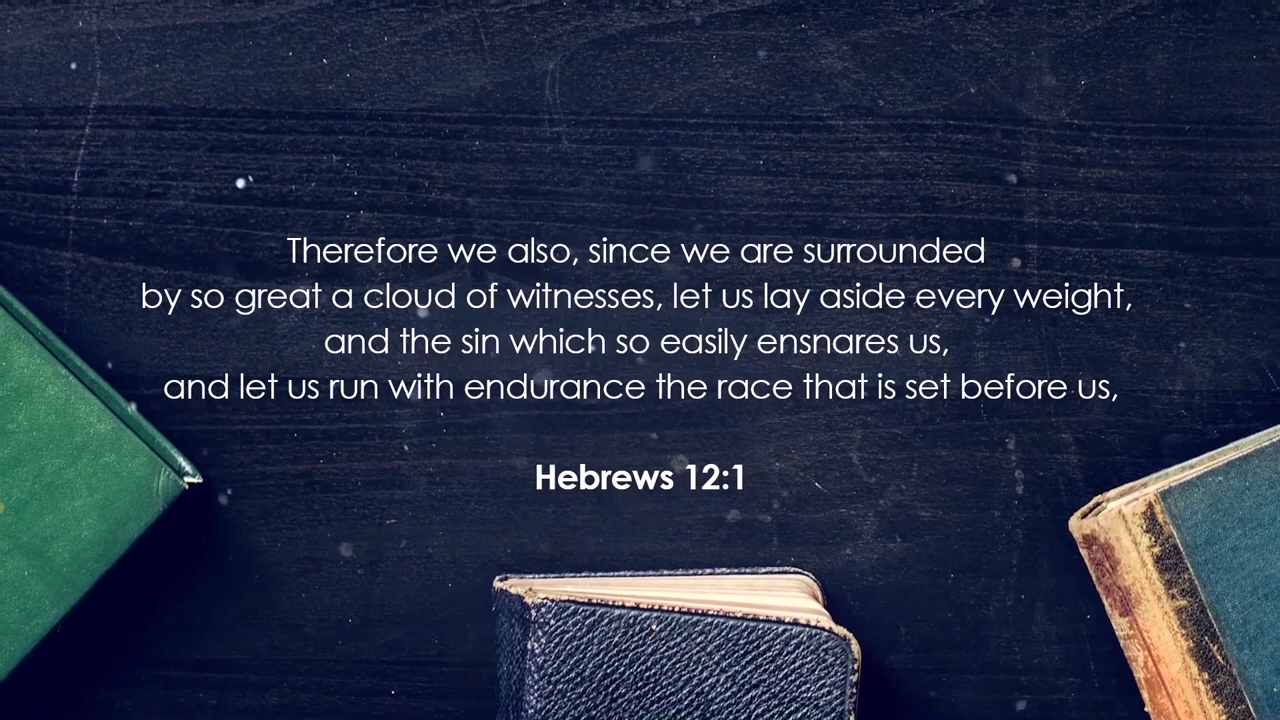 Therefore we also, since we are surrounded
by so great a cloud of witnesses, let us lay aside every weight,
and the sin which so easily ensnares us,
and let us run with endurance the race that is set before us,
Hebrews 12:1